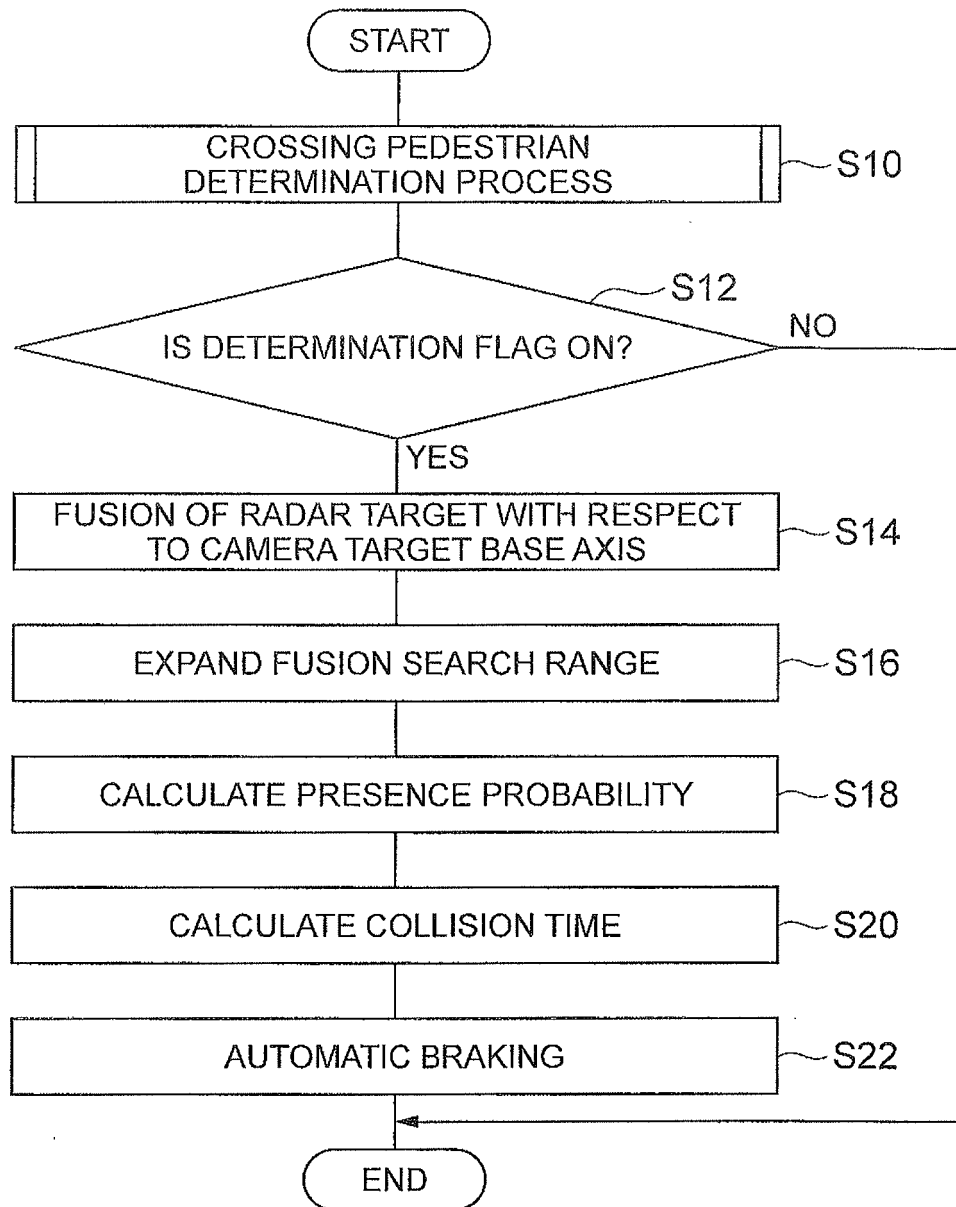 START
CROSSING PEDESTRIAN
DETERMINATION PROCESS
S10
S12
IS DETERMINATION FLAG ON?
NO
YES
FUSION OF RADAR TARGET WITH RESPECT
TO CAMERA TARGET BASE AXIS
S14
EXPAND FUSION SEARCH RANGE
S16
CALCULATE PRESENCE PROBABILITY
S18
CALCULATE COLLISION TIME
S20
AUTOMATIC BRAKING
S22
END